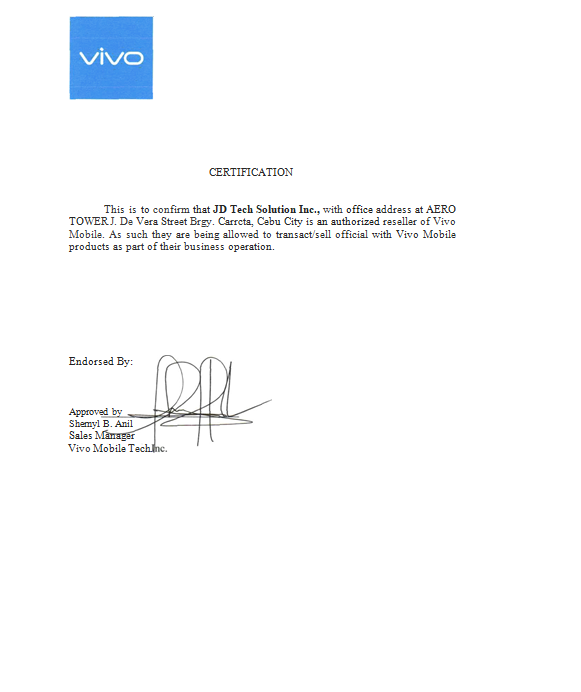 vivo
CERTIFICATION
This is to confirm that JD Tech Solution Inc., with office address at AERO
TOWER J. De Vera Street Brgy. Carreta, Cebu City is an authorized reseller of Vivo
Mobile. As such they are being allowed to transact/sell official with Vivo Mobile
products as part of their business operation.
Endorsed By:
Approved by
Shemyl B. Anil
Sales Manager
Vivo Mobile Tech Inc.